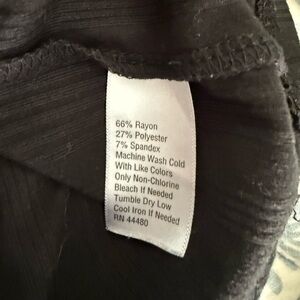 66% Rayon
27% Polyester
7% Spandex
Machine Wash Cold
With Like Colors
Only Non-Chlorine
Bleach If Needed
Tumble Dry Low
Cool Iron If Needed
RN 44480